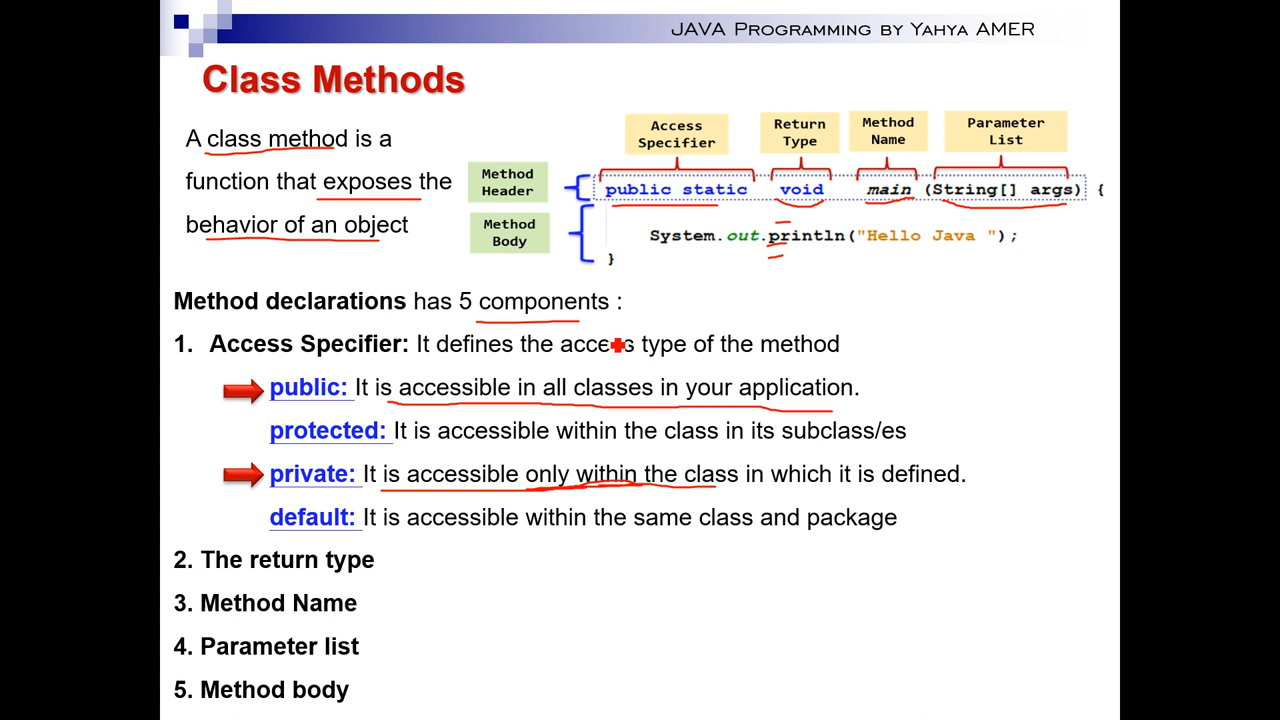 JAVA PROGRAMMING BY YAHYA AMER
Class Methods
A class method is a
function that exposes the
behavior of an object
Access Specifier
Return Type
Method Name
Parameter List
Method Header
public static void main (String[] args) {
Method Body
System.out.println("Hello Java ");
}
Method declarations has 5 components :
1. Access Specifier: It defines the access type of the method
public: It is accessible in all classes in your application.
protected: It is accessible within the class in its subclass/es
private: It is accessible only within the class in which it is defined.
default: It is accessible within the same class and package
2. The return type
3. Method Name
4. Parameter list
5. Method body